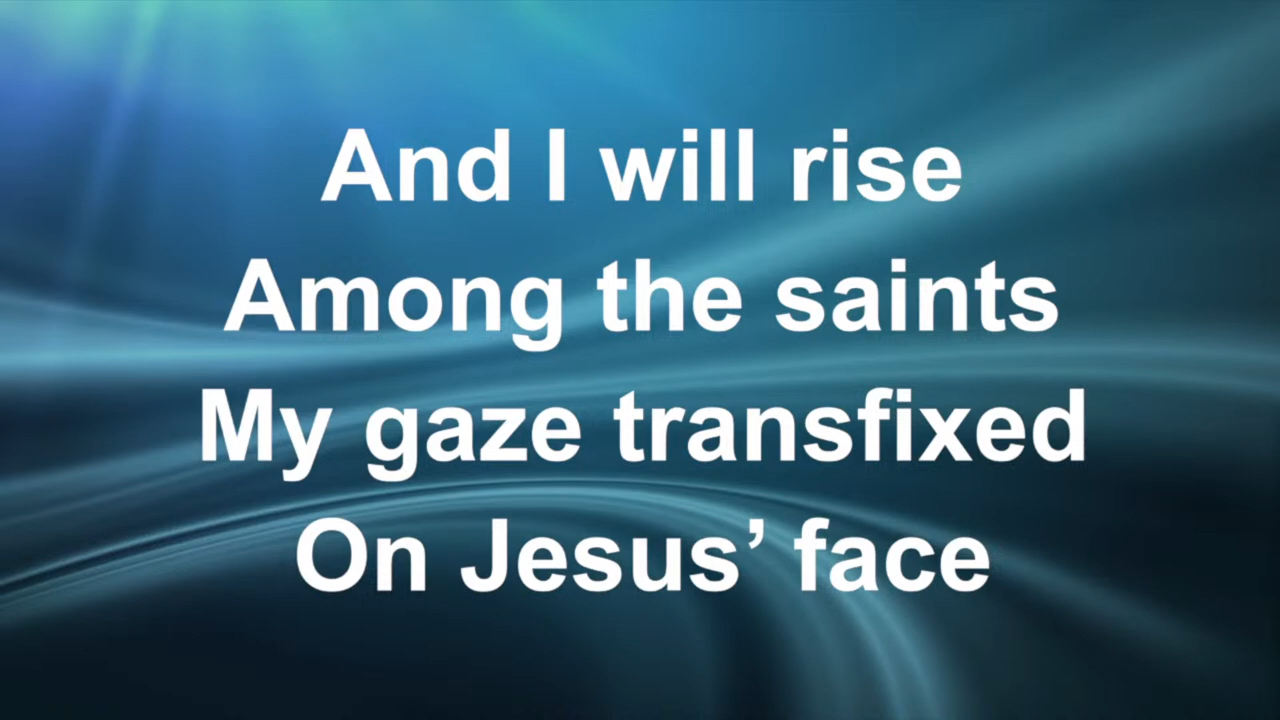 And I will rise
Among the saints
My gaze transfixed
On Jesus’ face